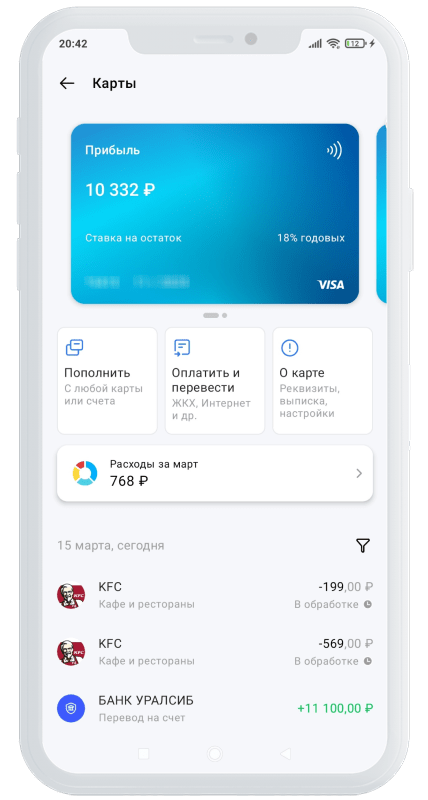 20:42
12
Карты
Прибыль
10 332 ₽
Ставка на остаток
18% годовых
VISA
Пополнить
С любой карты
или счета
Оплатить и
перевести
ЖКХ, Интернет
и др.
О карте
Реквизиты,
выписка,
настройки
Расходы за март
768 ₽
15 марта, сегодня
KFC
KFC
-199,00 ₽
Кафе и рестораны
В обработке
KFC
KFC
-569,00 ₽
Кафе и рестораны
В обработке
БАНК УРАЛСИБ
+11 100,00 ₽
Перевод на счет